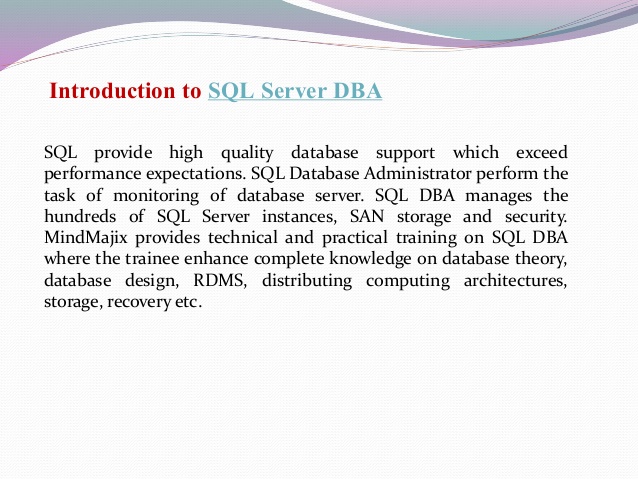 Introduction to SQL Server DBA
SQL provide high quality database support which exceed
performance expectations. SQL Database Administrator perform the
task of monitoring of database server. SQL DBA manages the
hundreds of SQL Server instances, SAN storage and security.
MindMajix provides technical and practical training on SQL DBA
where the trainee enhance complete knowledge on database theory,
database design, RDMS, distributing computing architectures,
storage, recovery etc.